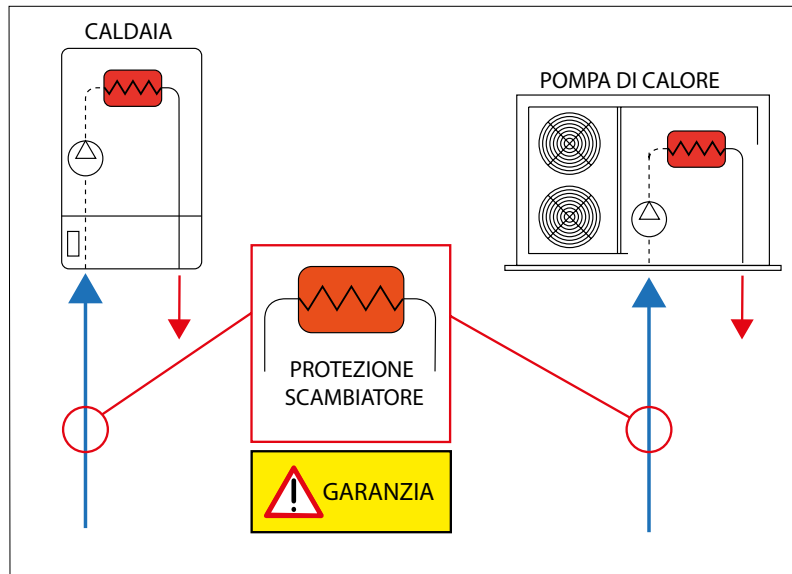 CALDAIA
POMPA DI CALORE
PROTEZIONE
SCAMBIATORE
GARANZIA